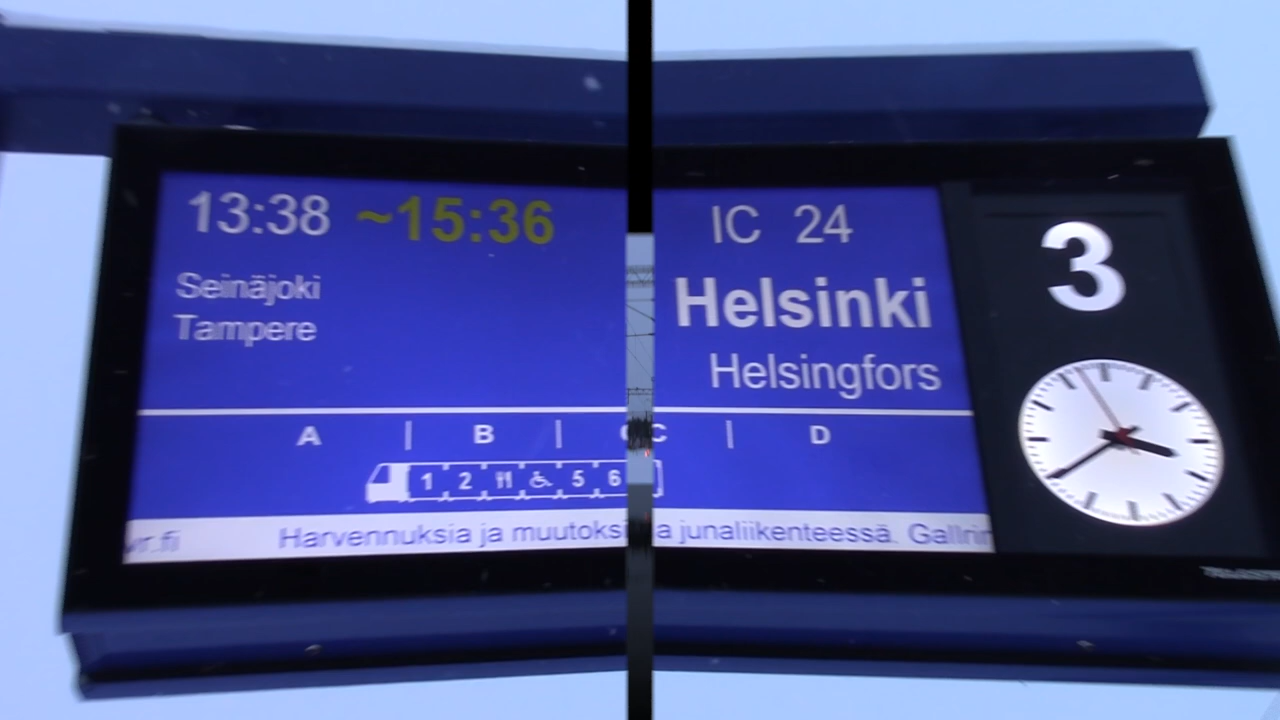 13:38 ~15:36 IC 24
3
Seinäjoki
Tampere
Helsinki
Helsingfors
A | B | C | D
1 2 5 6
vr.fi Harvennuksia ja junaliikenteessä.